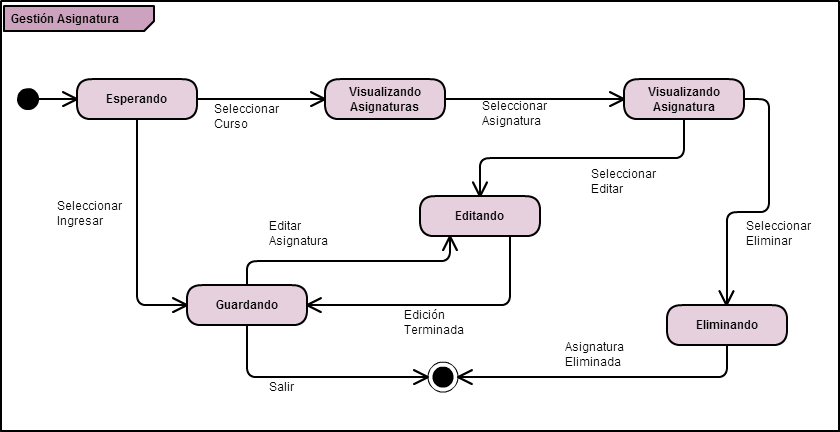 Gestión Asignatura
Esperando
Seleccionar
Curso
Visualizando
Asignaturas
Seleccionar
Asignatura
Visualizando
Asignatura
Seleccionar
Editar
Seleccionar
Ingresar
Editando
Editar
Asignatura
Seleccionar
Eliminar
Guardando
Edición
Terminada
Eliminando
Asignatura
Eliminada
Salir